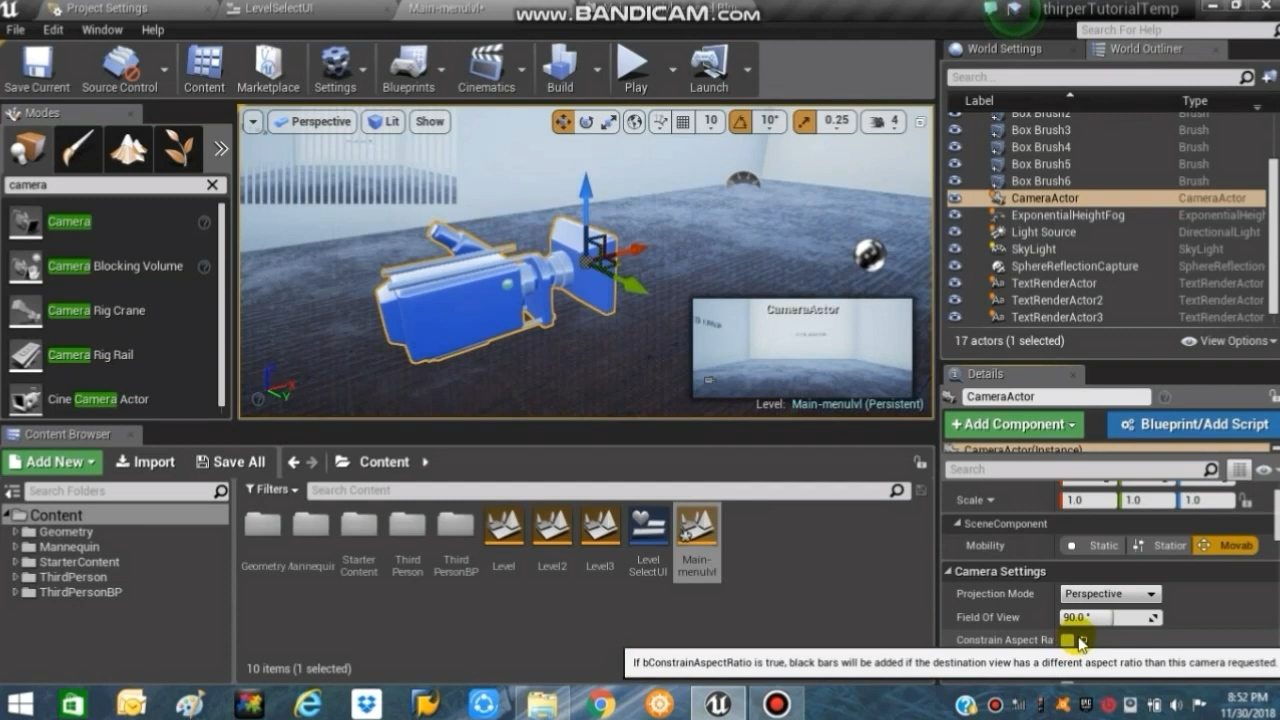 Project Settings
LevelSelectUI
Main-menulvl*
www.BANDICAM.com
thirperTutorialTemp
File Edit Window Help
Search For Help
Save Current
Source Control
Content
Marketplace
Settings
Blueprints
Cinematics
Build
Play
Launch
World Settings
World Outliner
Search...
Label
Type
Box Brush2 Brush
Box Brush3 Brush
Box Brush4 Brush
Box Brush5 Brush
Box Brush6 Brush
CameraActor CameraActor
ExponentialHeightFog ExponentialHeigh
Light Source DirectionalLight
SkyLight SkyLight
SphereReflectionCapture SphereReflection
TextRenderActor TextRenderActor
TextRenderActor2 TextRenderActor
TextRenderActor3 TextRenderActor
17 actors (1 selected)
View Options
Modes
camera
Camera
Camera Blocking Volume
Camera Rig Crane
Camera Rig Rail
Cine Camera Actor
Perspective
Lit
Show
10
10°
0.25
4
CameraActor
Level: Main-menulvl (Persistent)
Details
CameraActor
+Add Component
Blueprint/Add Script
CameraActor(Instance)
Search
Scale
1.0
1.0
1.0
SceneComponent
Mobility
Static
Station
Movab
Camera Settings
Projection Mode
Perspective
Field Of View
90.0 °
Constrain Aspect Ra
If bConstrainAspectRatio is true, black bars will be added if the destination view has a different aspect ratio than this camera requested.
Content Browser
Add New
Import
Save All
Content
Search Folders
Filters
Search Content
Content
Geometry
Mannequin
StarterContent
ThirdPerson
ThirdPersonBP
Geometry
Mannequin
Starter Content
Third Person
Third PersonBP
Level
Level2
Level3
Level SelectUI
Main-menulvl
10 items (1 selected)
8:52 PM
11/30/2018